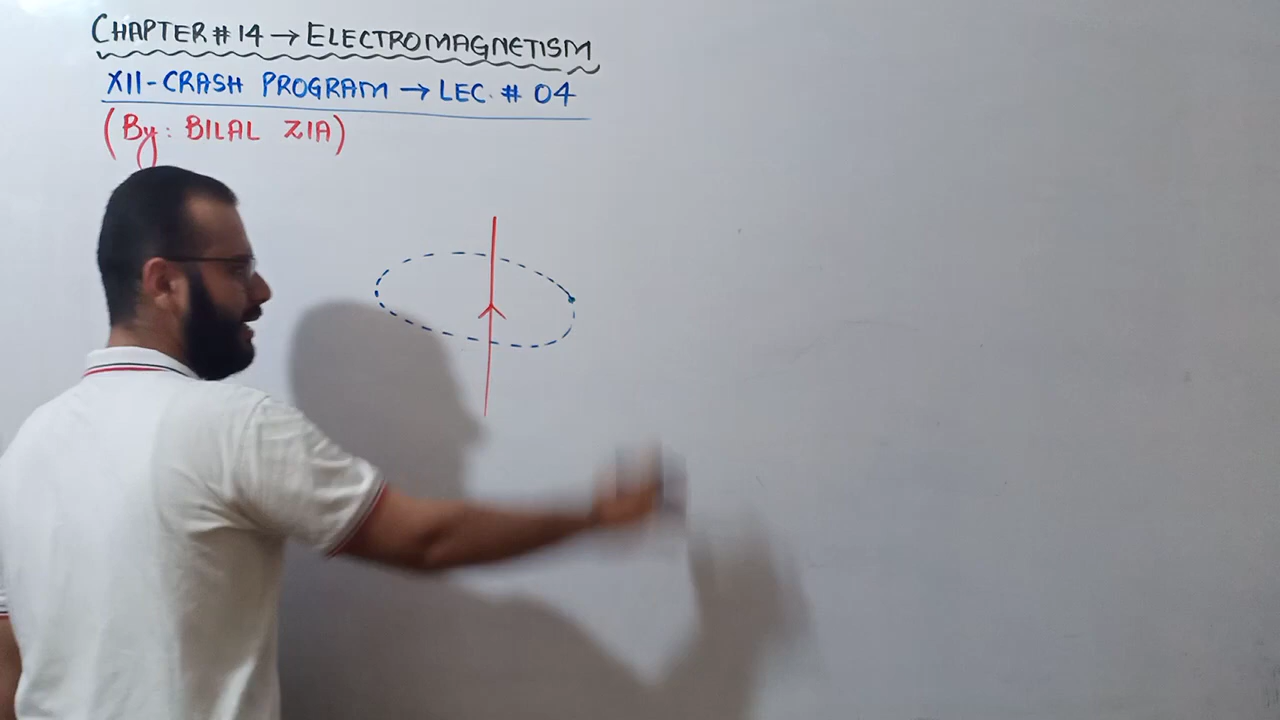 CHAPTER # 14 → ELECTROMAGNETISM
XII-CRASH PROGRAM → LEC. # 04
(By: BILAL ZIA)